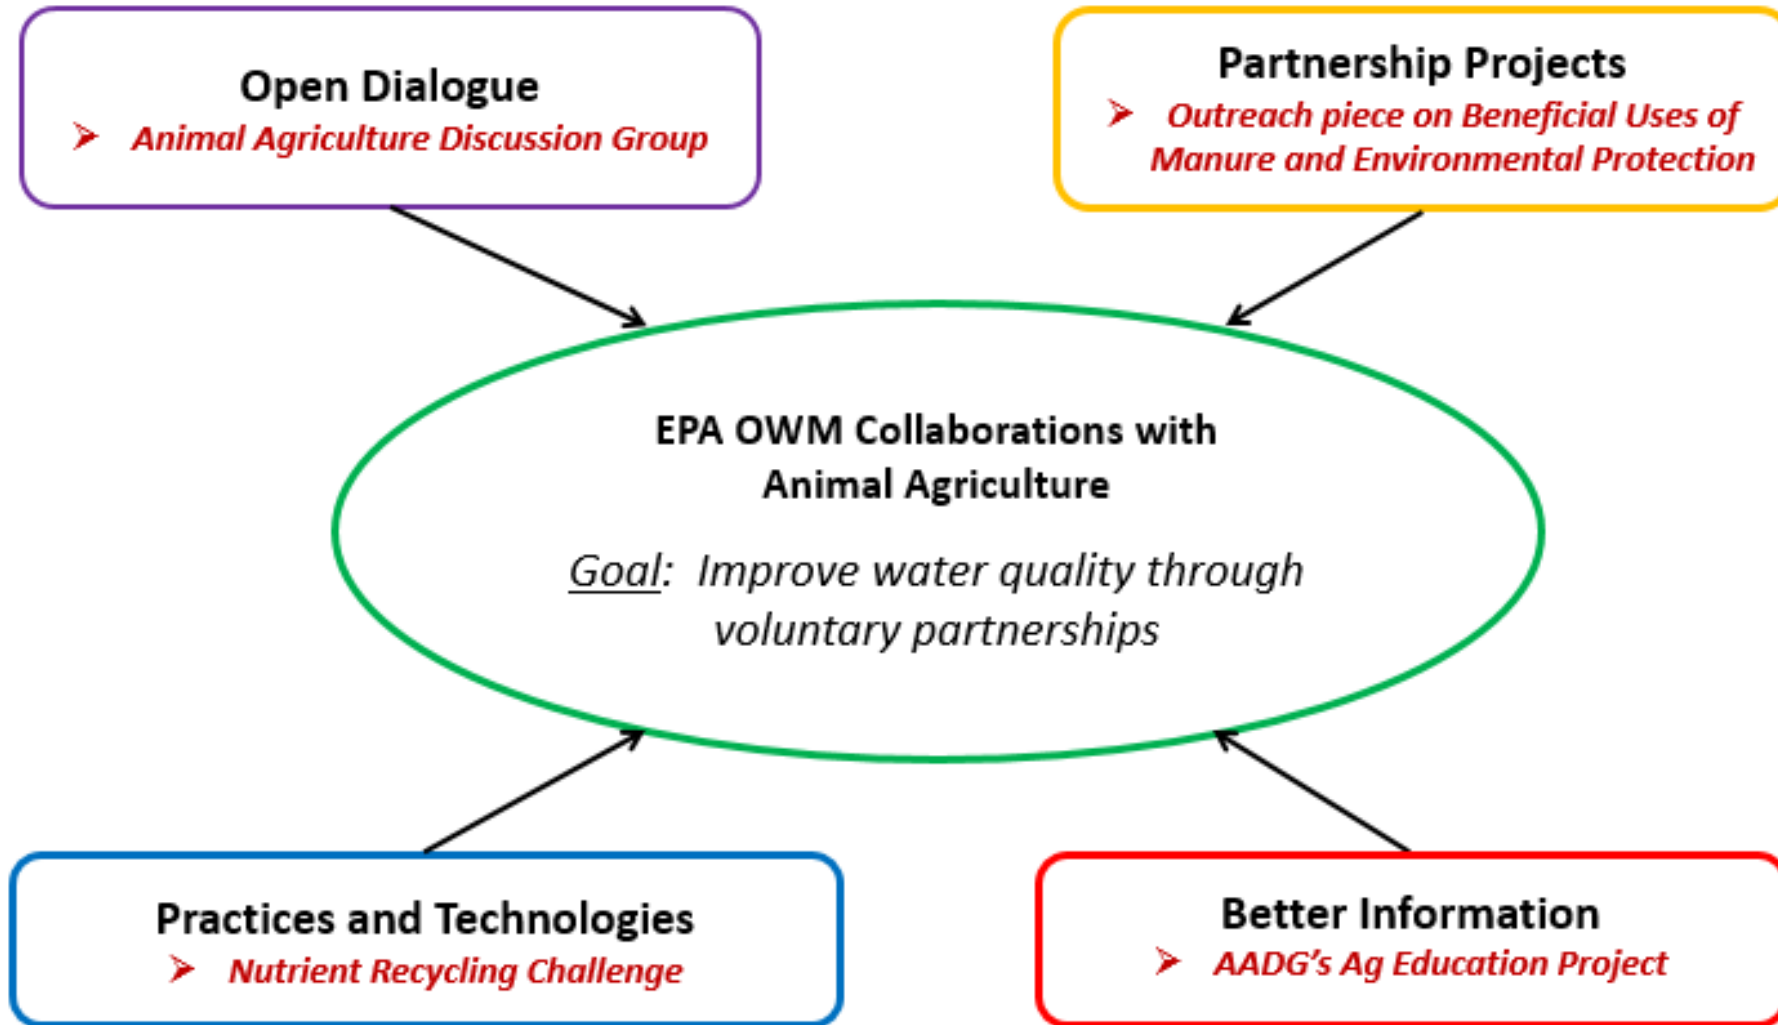 Open Dialogue
➢ Animal Agriculture Discussion Group
Partnership Projects
➢ Outreach piece on Beneficial Uses of
Manure and Environmental Protection
EPA OWM Collaborations with
Animal Agriculture
Goal: Improve water quality through
voluntary partnerships
Practices and Technologies
➢ Nutrient Recycling Challenge
Better Information
➢ AADG’s Ag Education Project